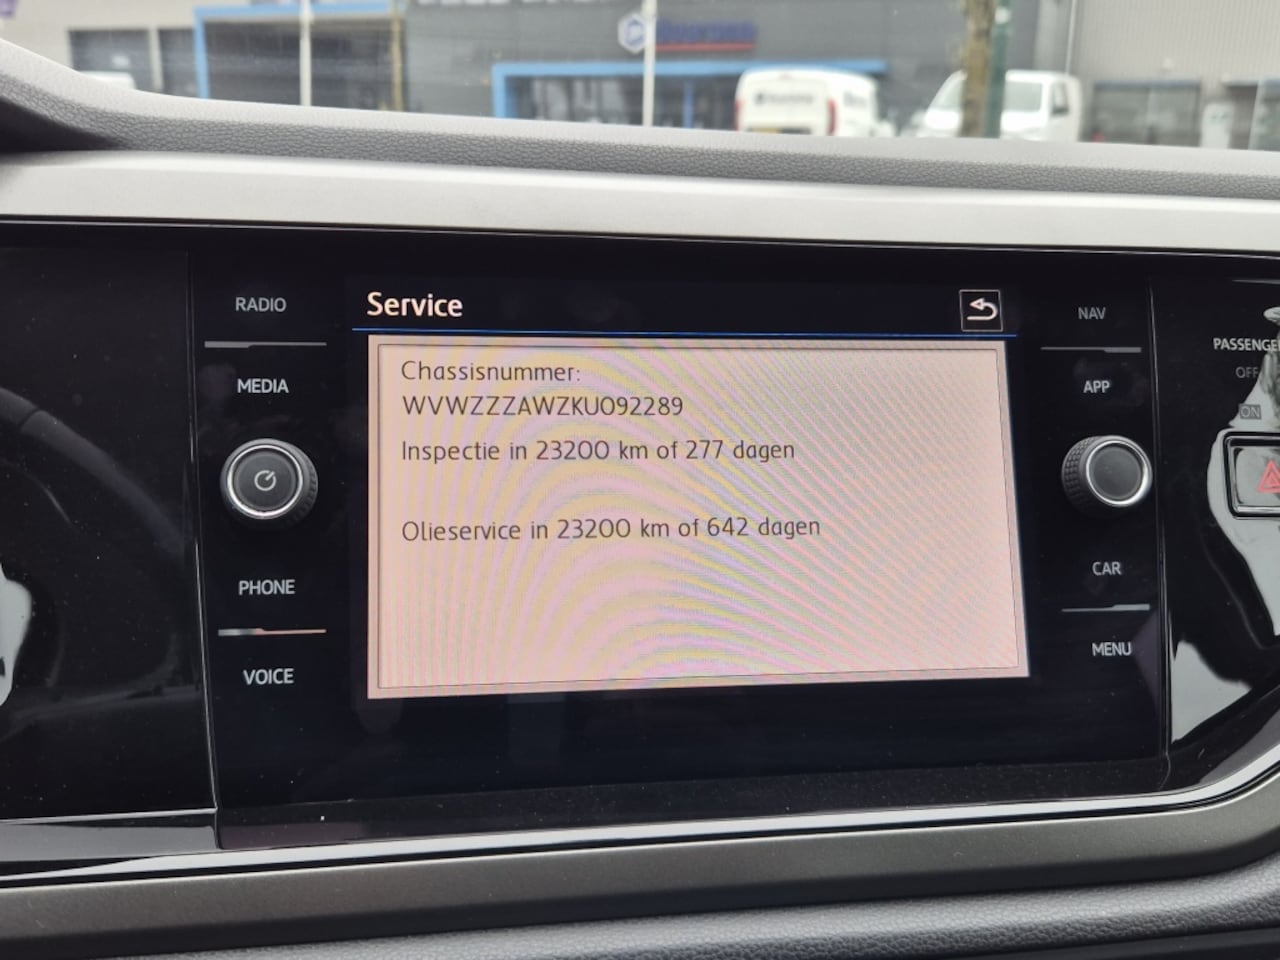 RADIO
MEDIA
PHONE
VOICE
Service
Chassisnummer:
WVWZZZAWZKU092289
Inspectie in 23200 km of 277 dagen
Olieservice in 23200 km of 642 dagen
NAV
APP
CAR
MENU
OFF
ON